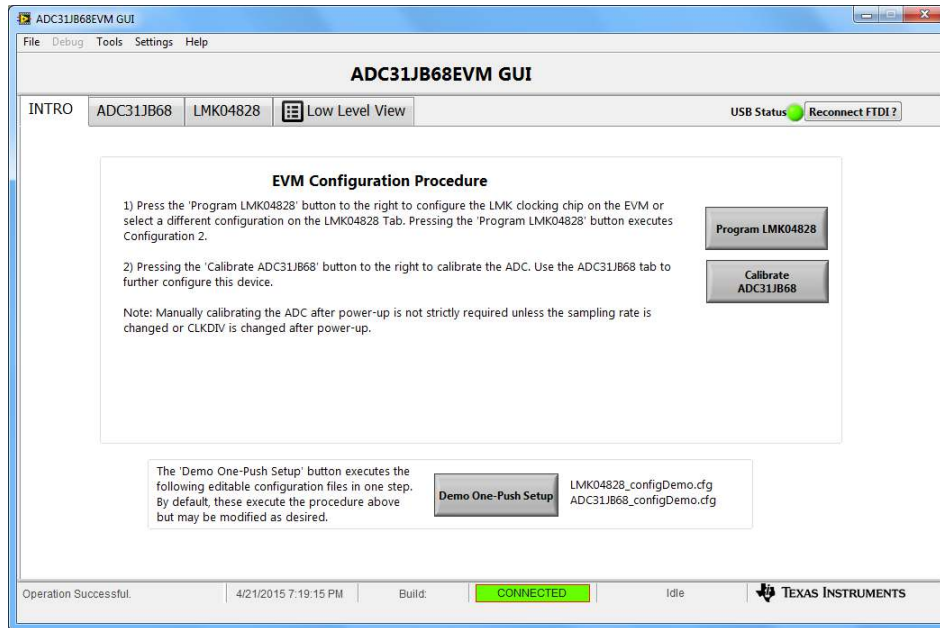 ADC31JB68EVM GUI
File Debug Tools Settings Help
ADC31JB68EVM GUI
INTRO ADC31JB68 LMK04828 Low Level View USB Status Reconnect FTDI ?
EVM Configuration Procedure
1) Press the 'Program LMK04828' button to the right to configure the LMK clocking chip on the EVM or
select a different configuration on the LMK04828 Tab. Pressing the 'Program LMK04828' button executes
Configuration 2.
Program LMK04828
2) Pressing the 'Calibrate ADC31JB68' button to the right to calibrate the ADC. Use the ADC31JB68 tab to
further configure this device.
Calibrate
ADC31JB68
Note: Manually calibrating the ADC after power-up is not strictly required unless the sampling rate is
changed or CLKDIV is changed after power-up.
The 'Demo One-Push Setup' button executes the
following editable configuration files in one step.
By default, these execute the procedure above
but may be modified as desired.
Demo One-Push Setup
LMK04828_configDemo.cfg
ADC31JB68_configDemo.cfg
Operation Successful. 4/21/2015 7:19:15 PM Build: CONNECTED Idle TEXAS INSTRUMENTS